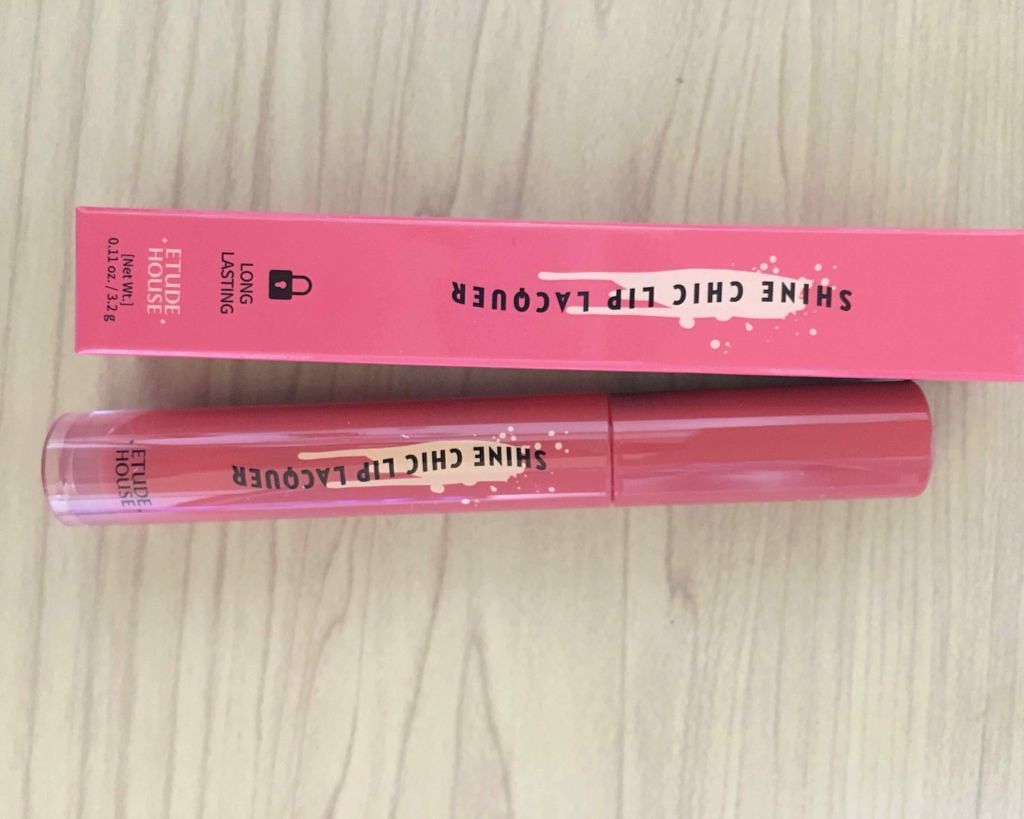 SHINE CHIC LIP LACQUER
LONG
LASTING
ETUDE
HOUSE
[Net Wt.]
0.11 oz. / 3.2 g
SHINE CHIC LIP LACQUER
ETUDE
HOUSE